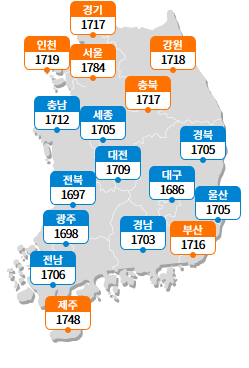 경기
1717
인천
1719
서울
1784
강원
1718
충북
1717
충남
1712
세종
1705
경북
1705
대전
1709
대구
1686
전북
1697
울산
1705
광주
1698
경남
1703
부산
1716
전남
1706
제주
1748